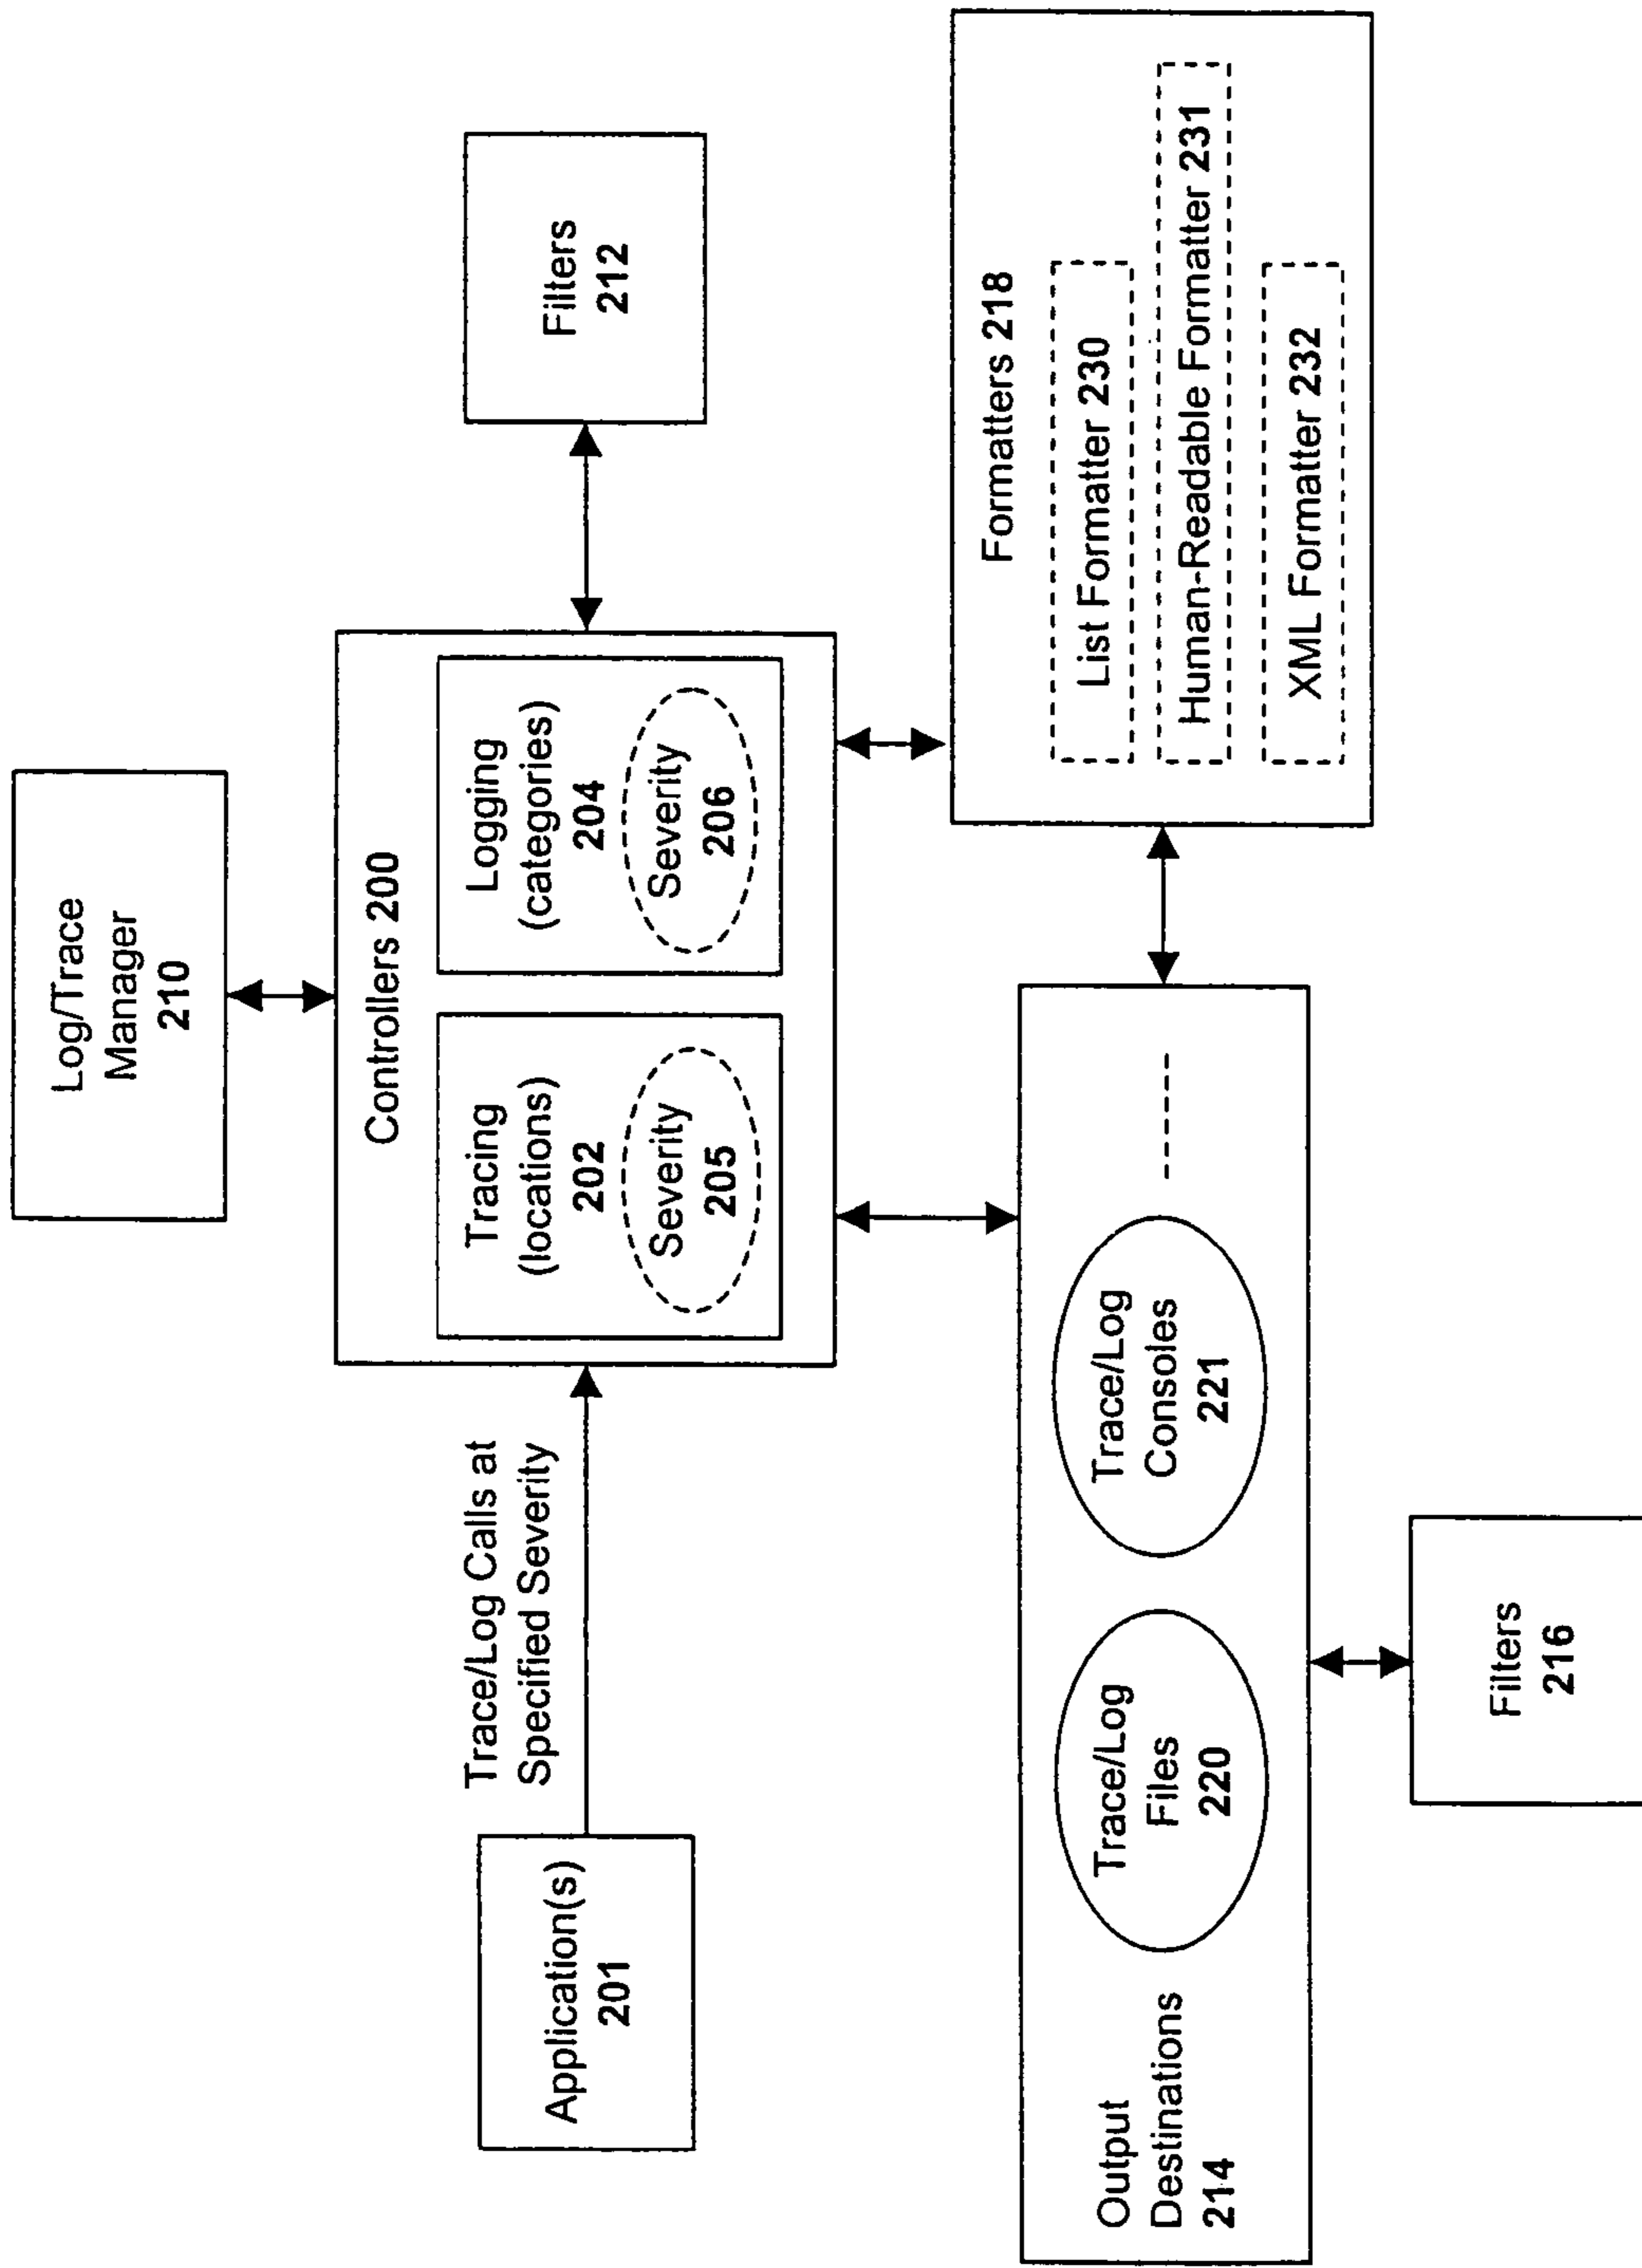 Log/Trace
Manager
210
Trace/Log Calls at
Specified Severity
Application(s)
201
Controllers 200
Tracing
(locations)
202
Severity
205
Logging
(categories)
204
Severity
206
Filters
212
Output
Destinations
214
Trace/Log
Files
220
Trace/Log
Consoles
221
Formatters 218
List Formatter 230
Human-Readable Formatter 231
XML Formatter 232
Filters
216